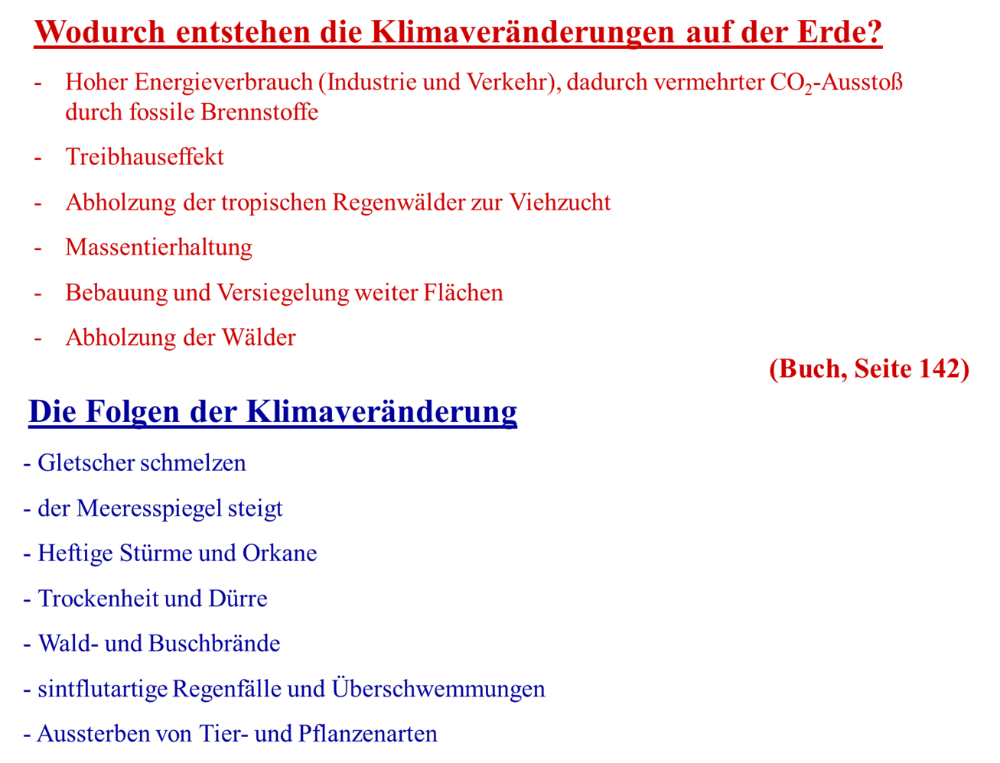 Wodurch entstehen die Klimaveränderungen auf der Erde?
- Hoher Energieverbrauch (Industrie und Verkehr), dadurch vermehrter CO₂-Ausstoß
durch fossile Brennstoffe
- Treibhauseffekt
- Abholzung der tropischen Regenwälder zur Viehzucht
- Massentierhaltung
- Bebauung und Versiegelung weiter Flächen
- Abholzung der Wälder
(Buch, Seite 142)
Die Folgen der Klimaveränderung
- Gletscher schmelzen
- der Meeresspiegel steigt
- Heftige Stürme und Orkane
- Trockenheit und Dürre
- Wald- und Buschbrände
- sintflutartige Regenfälle und Überschwemmungen
- Aussterben von Tier- und Pflanzenarten